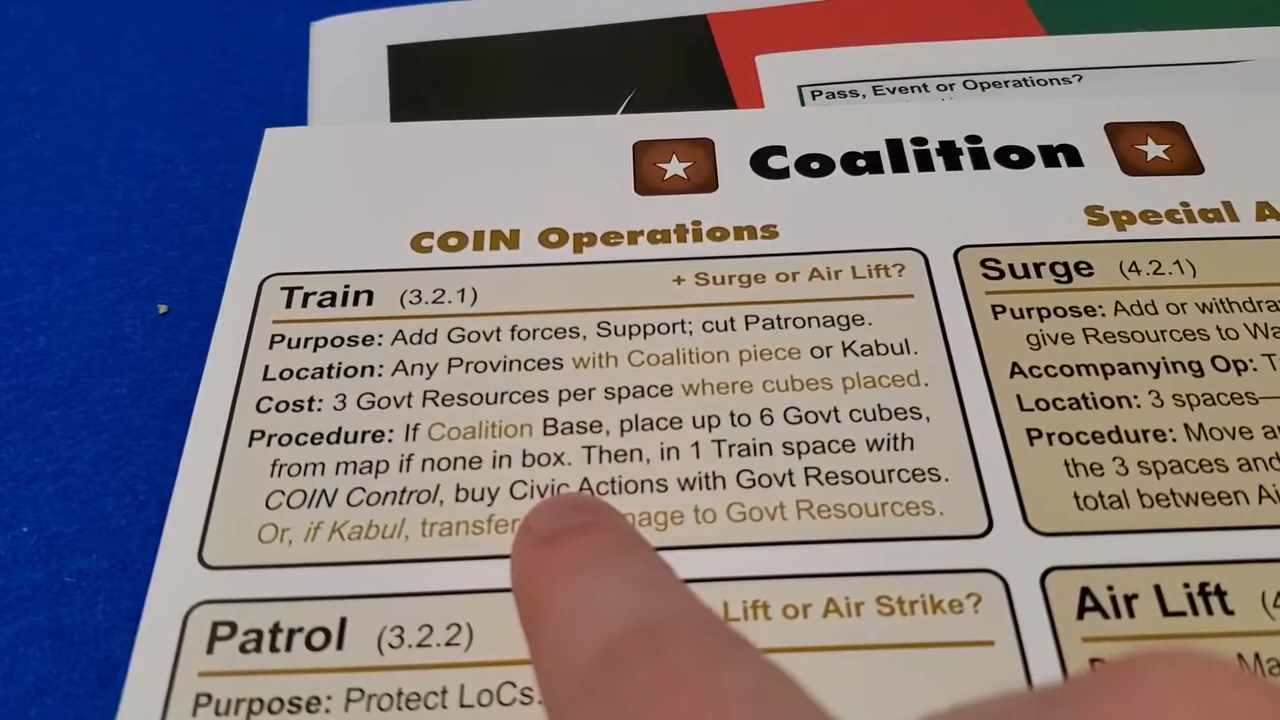 Pass, Event or Operations?
Coalition
COIN Operations
Special A
Train (3.2.1) + Surge or Air Lift?
Purpose: Add Govt forces, Support; cut Patronage.
Location: Any Provinces with Coalition piece or Kabul.
Cost: 3 Govt Resources per space where cubes placed.
Procedure: If Coalition Base, place up to 6 Govt cubes,
from map if none in box. Then, in 1 Train space with
COIN Control, buy Civic Actions with Govt Resources.
Or, if Kabul, transfer nage to Govt Resources.
Surge (4.2.1)
Purpose: Add or withdra
give Resources to Wa
Accompanying Op: T
Location: 3 spaces—
Procedure: Move a
the 3 spaces and
total between Ai
Patrol (3.2.2) Lift or Air Strike?
Purpose: Protect LoCs.
Air Lift (4
Ma